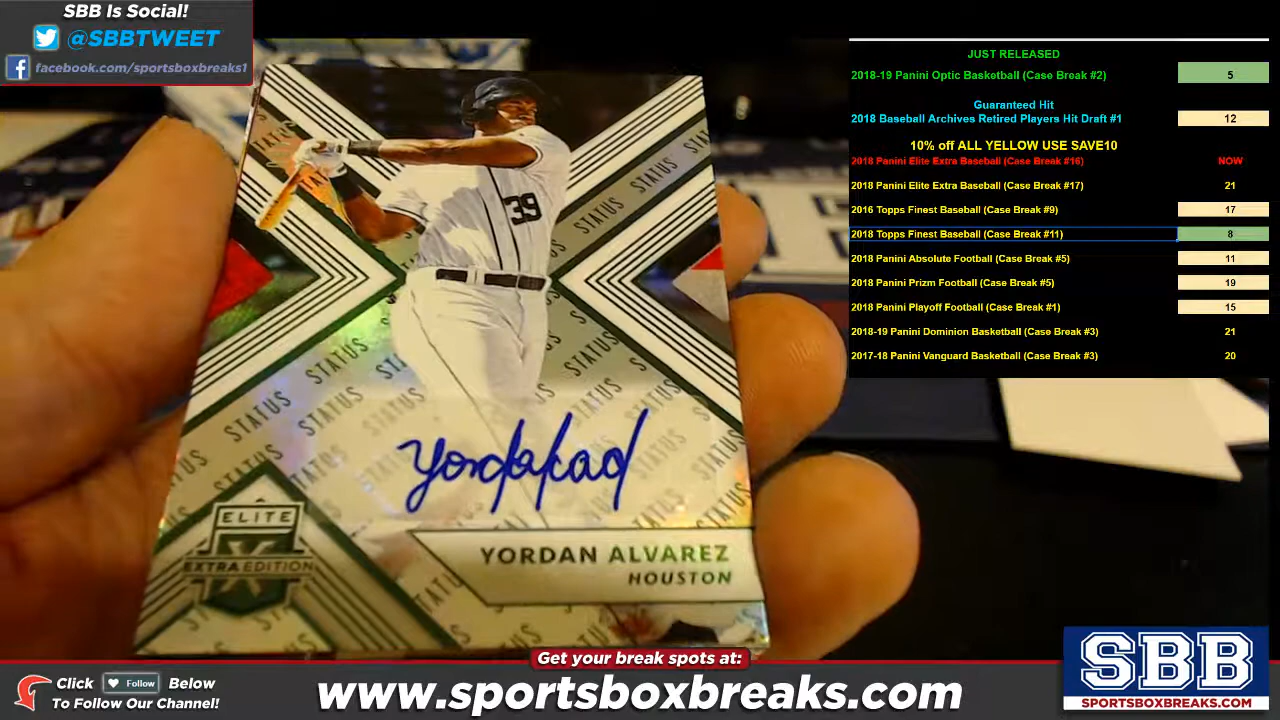 SBB Is Social!
@SBBTWEET
facebook.com/sportsboxbreaks1
JUST RELEASED
2018-19 Panini Optic Basketball (Case Break #2) 5
Guaranteed Hit
2018 Baseball Archives Retired Players Hit Draft #1 12
10% off ALL YELLOW USE SAVE10
2018 Panini Elite Extra Baseball (Case Break #16) NOW
2018 Panini Elite Extra Baseball (Case Break #17) 21
2016 Topps Finest Baseball (Case Break #9) 17
2018 Topps Finest Baseball (Case Break #11) 8
2018 Panini Absolute Football (Case Break #5) 11
2018 Panini Prizm Football (Case Break #5) 19
2018 Panini Playoff Football (Case Break #1) 15
2018-19 Panini Dominion Basketball (Case Break #3) 21
2017-18 Panini Vanguard Basketball (Case Break #3) 20
39
STATUS
STATUS
STATUS
STATUS
STATUS
STATUS
STATUS
ELITE
EXTRA EDITION
YORDAN ALVAREZ
HOUSTON
Get your break spots at:
www.sportsboxbreaks.com
Click Follow Below
To Follow Our Channel!
SBB
SPORTSBOXBREAKS.COM